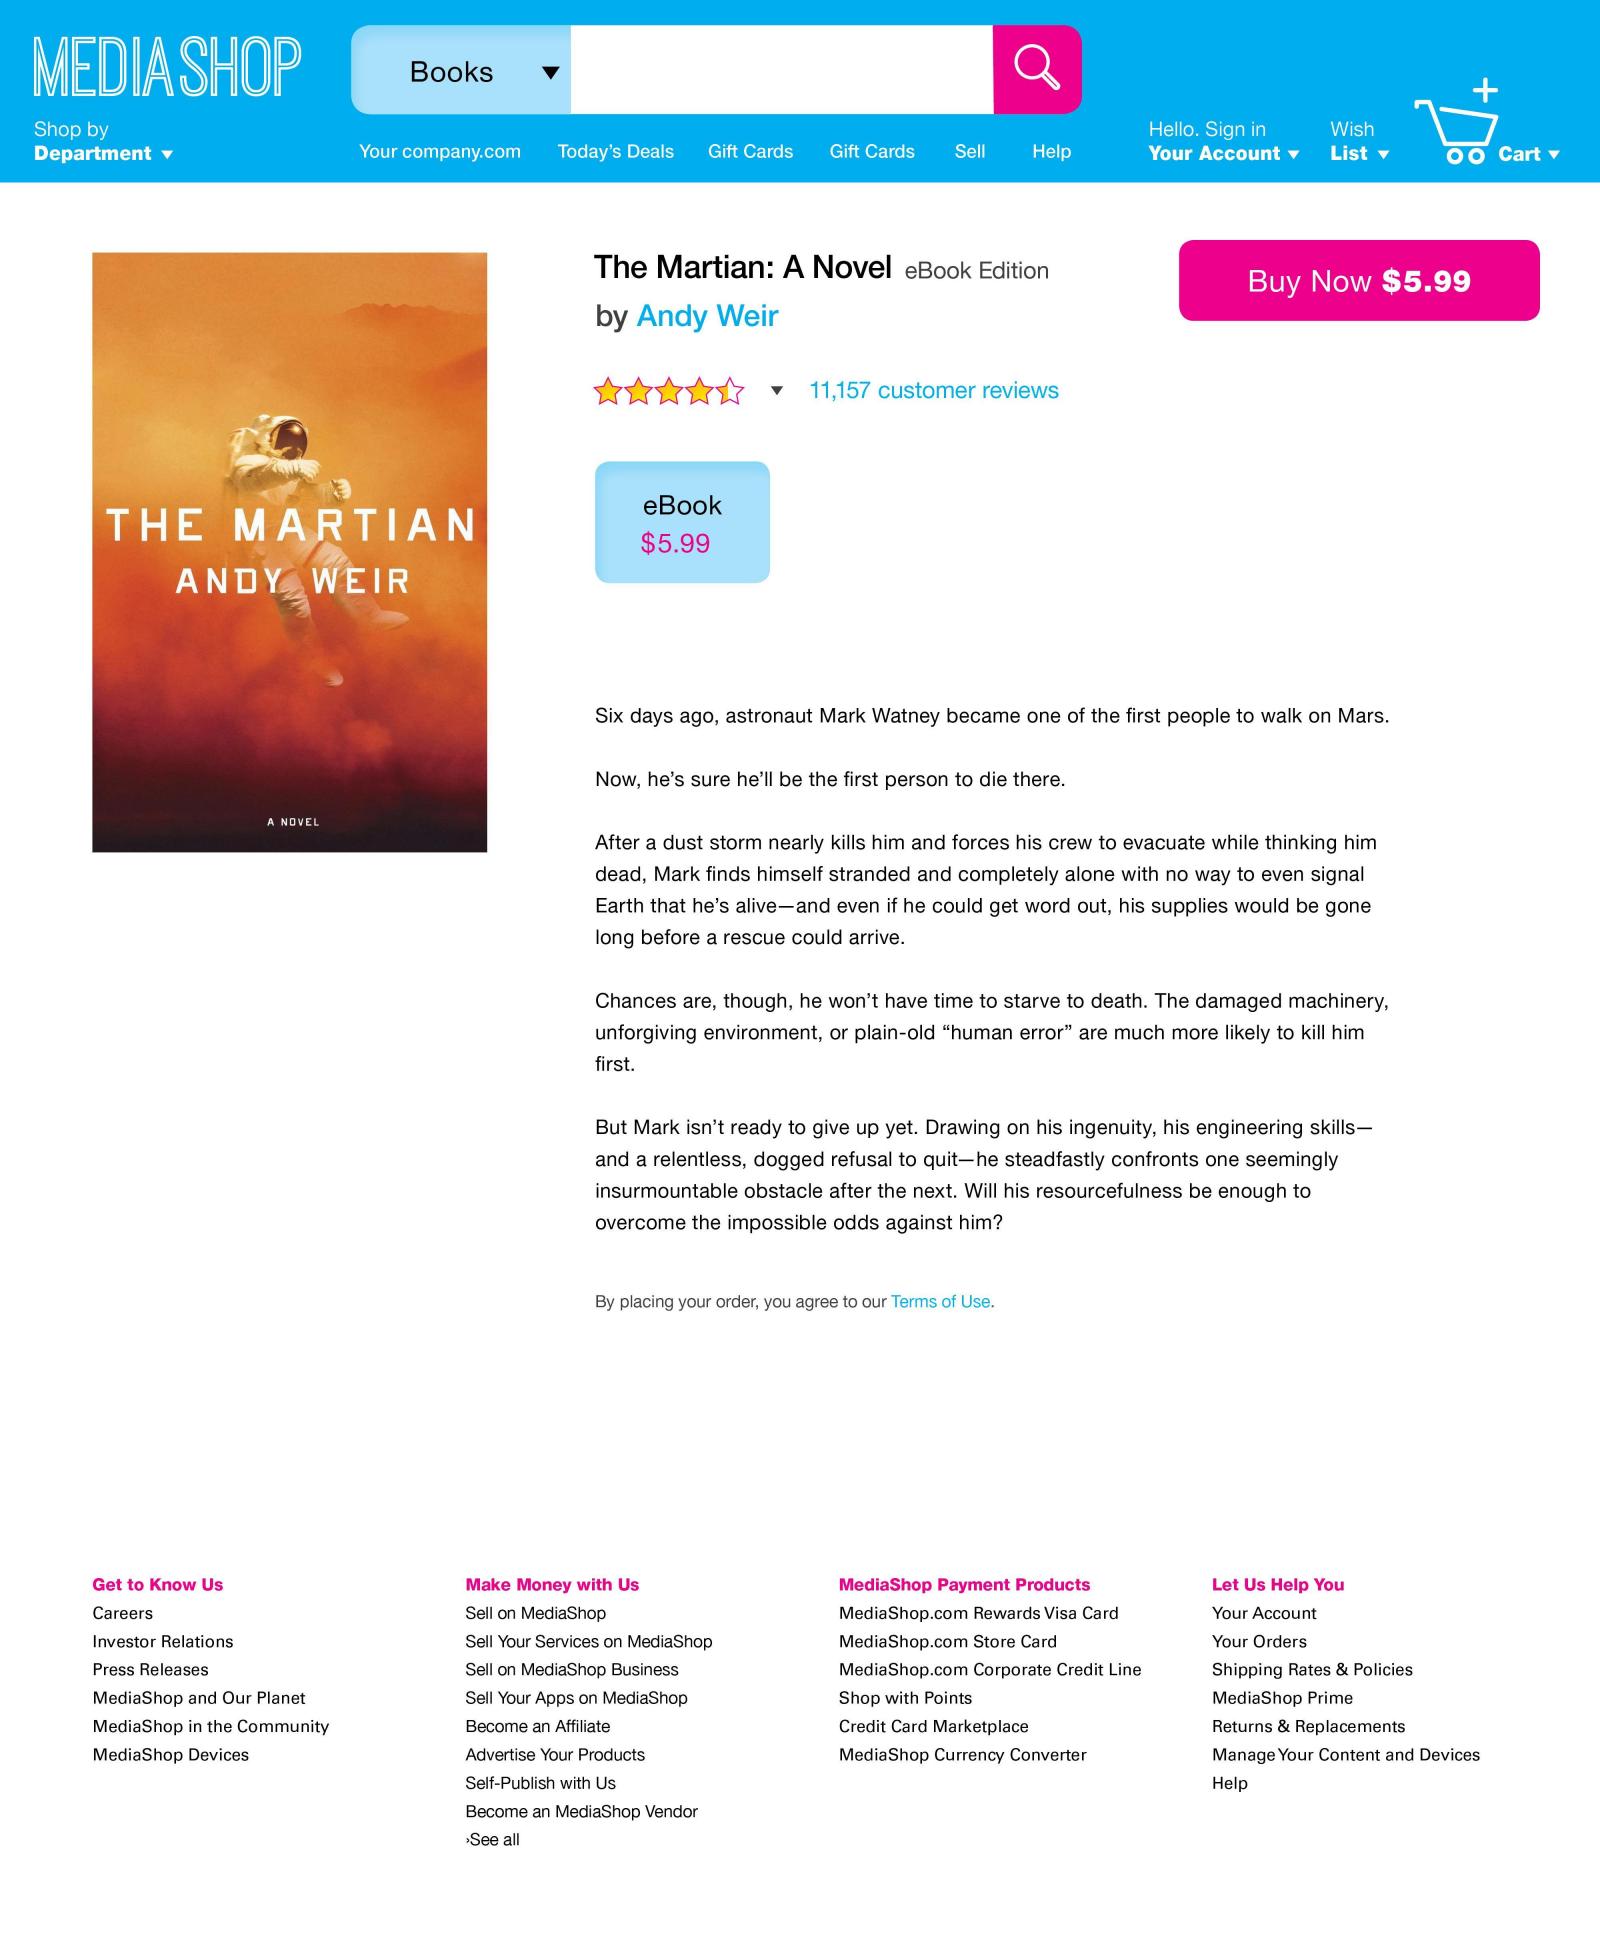 MEDIA SHOP
Books
Shop by
Department
Your company.com Today's Deals Gift Cards Gift Cards Sell Help
Hello. Sign in
Your Account
Wish
List
Cart
THE MARTIAN
ANDY WEIR
A NOVEL
The Martian: A Novel eBook Edition
by Andy Weir
11,157 customer reviews
Buy Now $5.99
eBook
$5.99
Six days ago, astronaut Mark Watney became one of the first people to walk on Mars.
Now, he’s sure he’ll be the first person to die there.
After a dust storm nearly kills him and forces his crew to evacuate while thinking him
dead, Mark finds himself stranded and completely alone with no way to even signal
Earth that he’s alive—and even if he could get word out, his supplies would be gone
long before a rescue could arrive.
Chances are, though, he won’t have time to starve to death. The damaged machinery,
unforgiving environment, or plain-old “human error” are much more likely to kill him
first.
But Mark isn’t ready to give up yet. Drawing on his ingenuity, his engineering skills—
and a relentless, dogged refusal to quit—he steadfastly confronts one seemingly
insurmountable obstacle after the next. Will his resourcefulness be enough to
overcome the impossible odds against him?
By placing your order, you agree to our Terms of Use.
Get to Know Us
Careers
Investor Relations
Press Releases
MediaShop and Our Planet
MediaShop in the Community
MediaShop Devices
Make Money with Us
Sell on MediaShop
Sell Your Services on MediaShop
Sell on MediaShop Business
Sell Your Apps on MediaShop
Become an Affiliate
Advertise Your Products
Self-Publish with Us
Become an MediaShop Vendor
›See all
MediaShop Payment Products
MediaShop.com Rewards Visa Card
MediaShop.com Store Card
MediaShop.com Corporate Credit Line
Shop with Points
Credit Card Marketplace
MediaShop Currency Converter
Let Us Help You
Your Account
Your Orders
Shipping Rates & Policies
MediaShop Prime
Returns & Replacements
Manage Your Content and Devices
Help